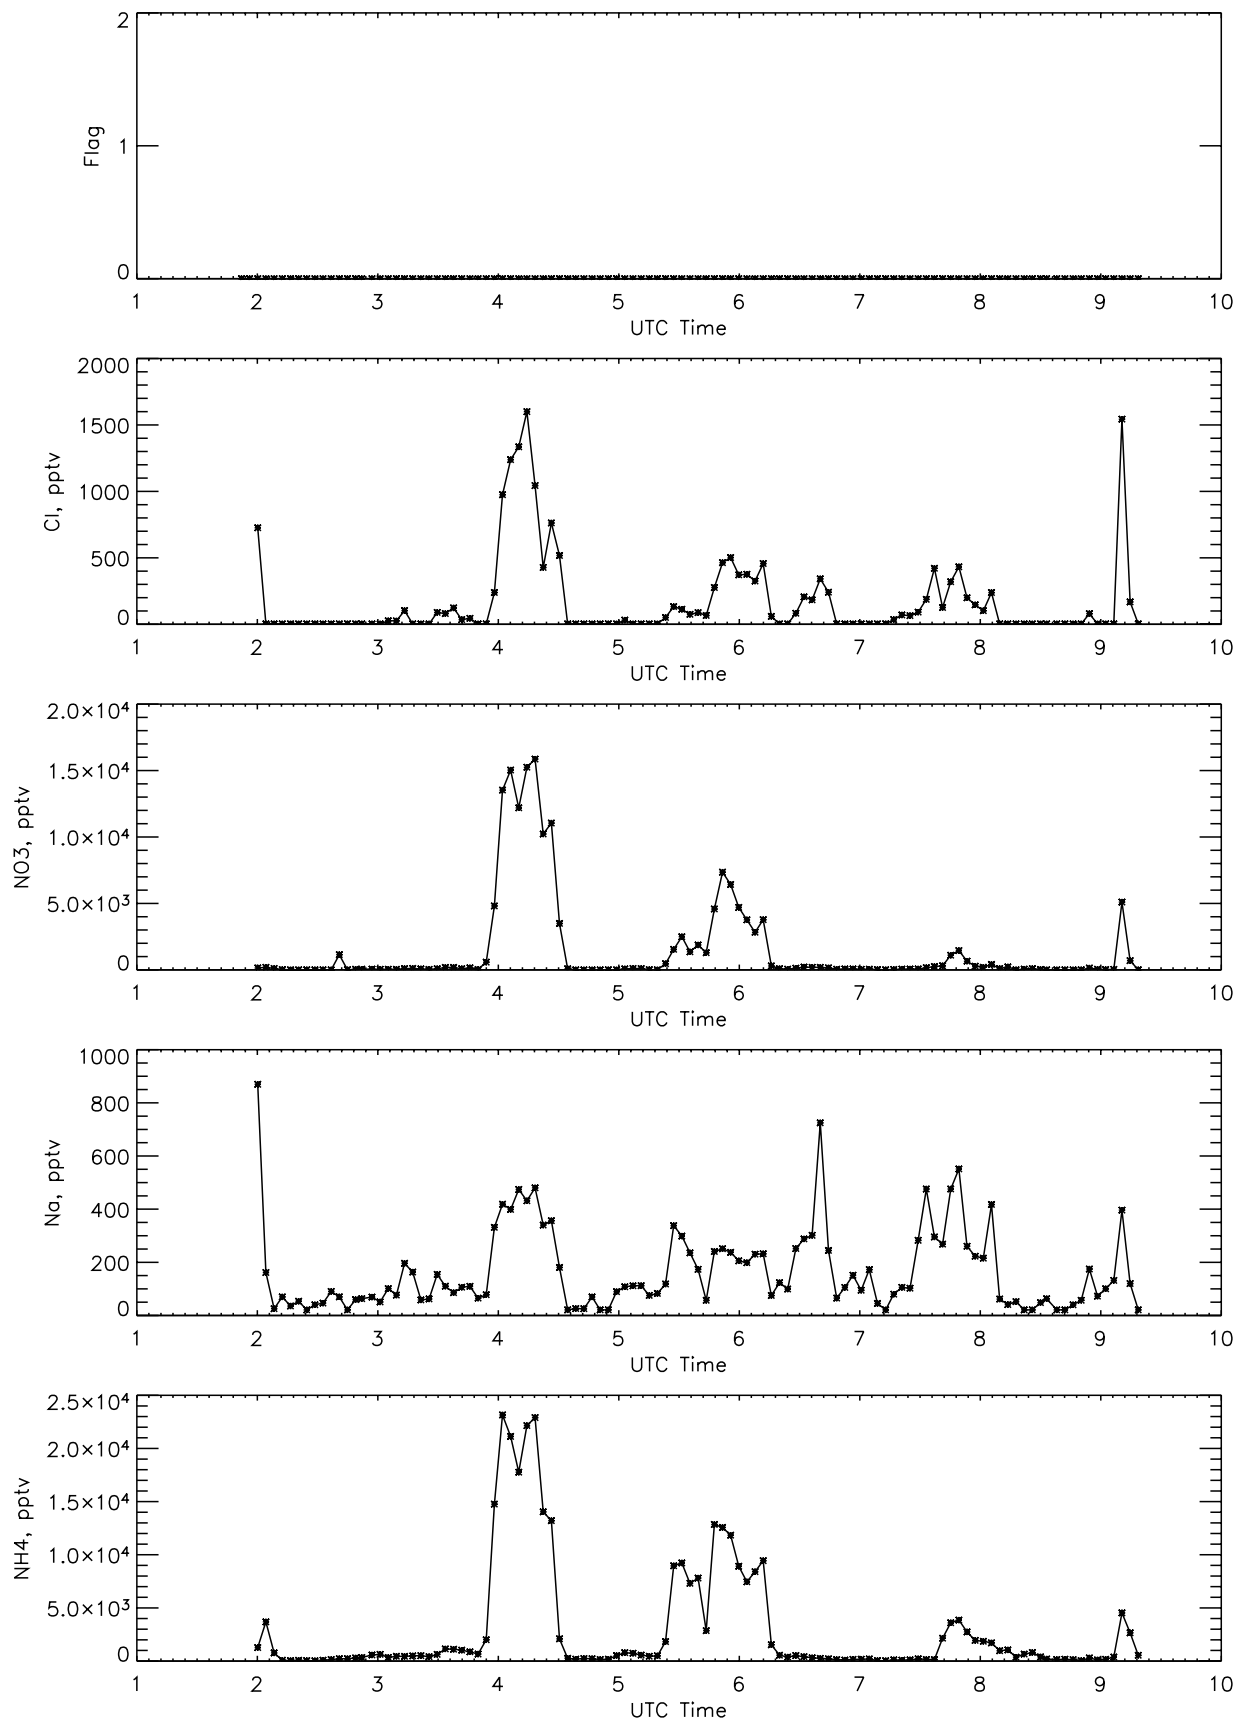 2
1
0
Flag
1 2 3 4 5 6 7 8 9 10
UTC Time
2000
1500
1000
500
0
Cl, pptv
1 2 3 4 5 6 7 8 9 10
UTC Time
2.0×10⁴
1.5×10⁴
1.0×10⁴
5.0×10³
0
NO3, pptv
1 2 3 4 5 6 7 8 9 10
UTC Time
1000
800
600
400
200
0
Na, pptv
1 2 3 4 5 6 7 8 9 10
UTC Time
2.5×10⁴
2.0×10⁴
1.5×10⁴
1.0×10⁴
5.0×10³
0
NH4, pptv
1 2 3 4 5 6 7 8 9 10
UTC Time